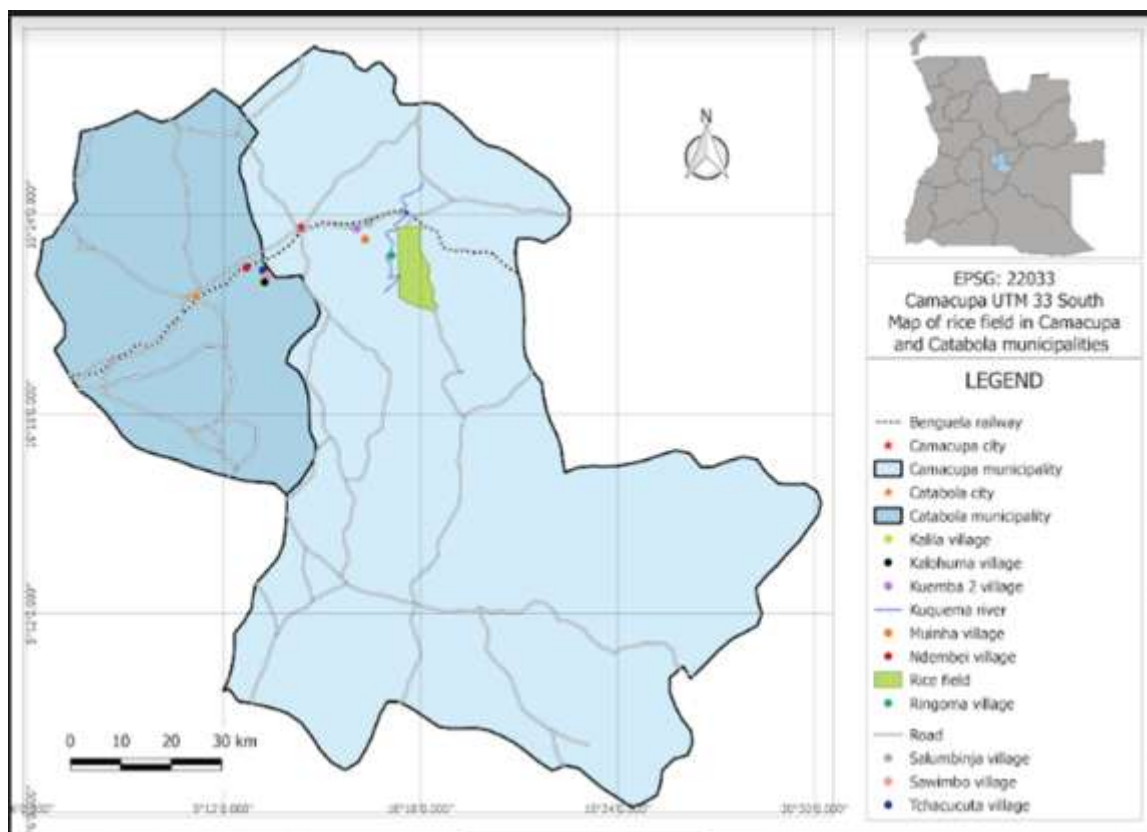 N
EPSG: 22033
Camacupa UTM 33 South
Map of rice field in Camacupa
and Catabola municipalities
LEGEND
Benguela railway
Camacupa city
Camacupa municipality
Catabola city
Catabola municipality
Kalila village
Kalohuma village
Kuemba 2 village
Kuquema river
Muinha village
Ndembei village
Rice field
Ringoma village
Road
Salumbinja village
Sawimbo village
Tchacucuta village
0 10 20 30 km